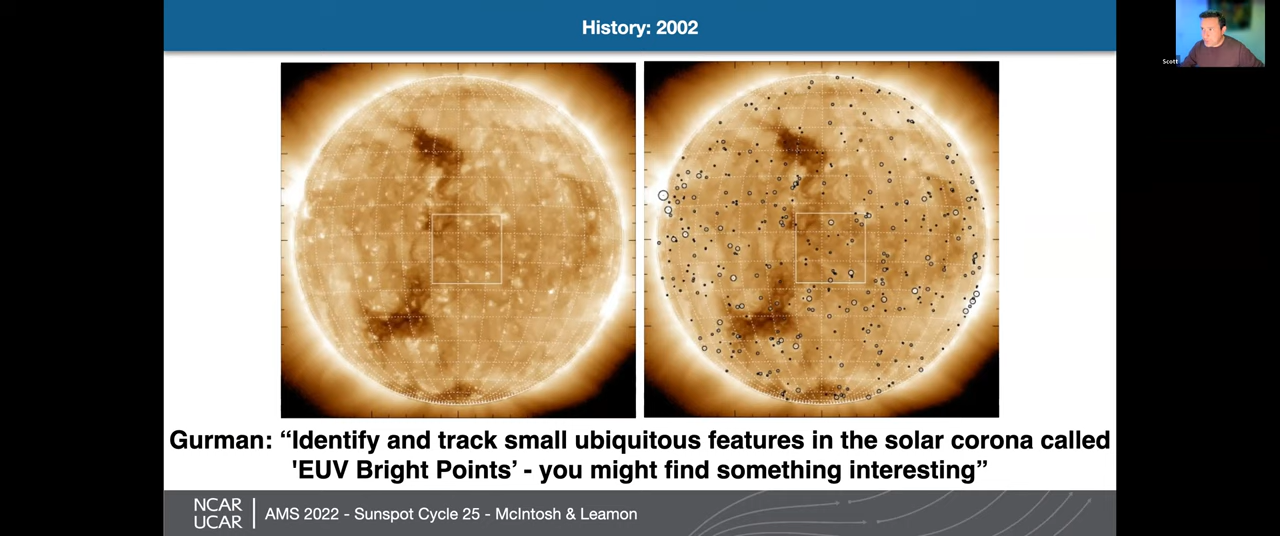 History: 2002
Scott
Gurman: “Identify and track small ubiquitous features in the solar corona called
'EUV Bright Points’ - you might find something interesting”
NCAR
UCAR
AMS 2022 - Sunspot Cycle 25 - McIntosh & Leamon